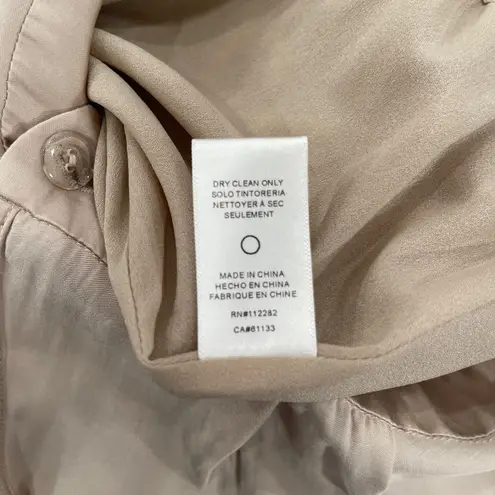 DRY CLEAN ONLY
SOLO TINTORERIA
NETTOYER À SEC
SEULEMENT
MADE IN CHINA
HECHO EN CHINA
FABRIQUE EN CHINE
RN#112282
CA#61133